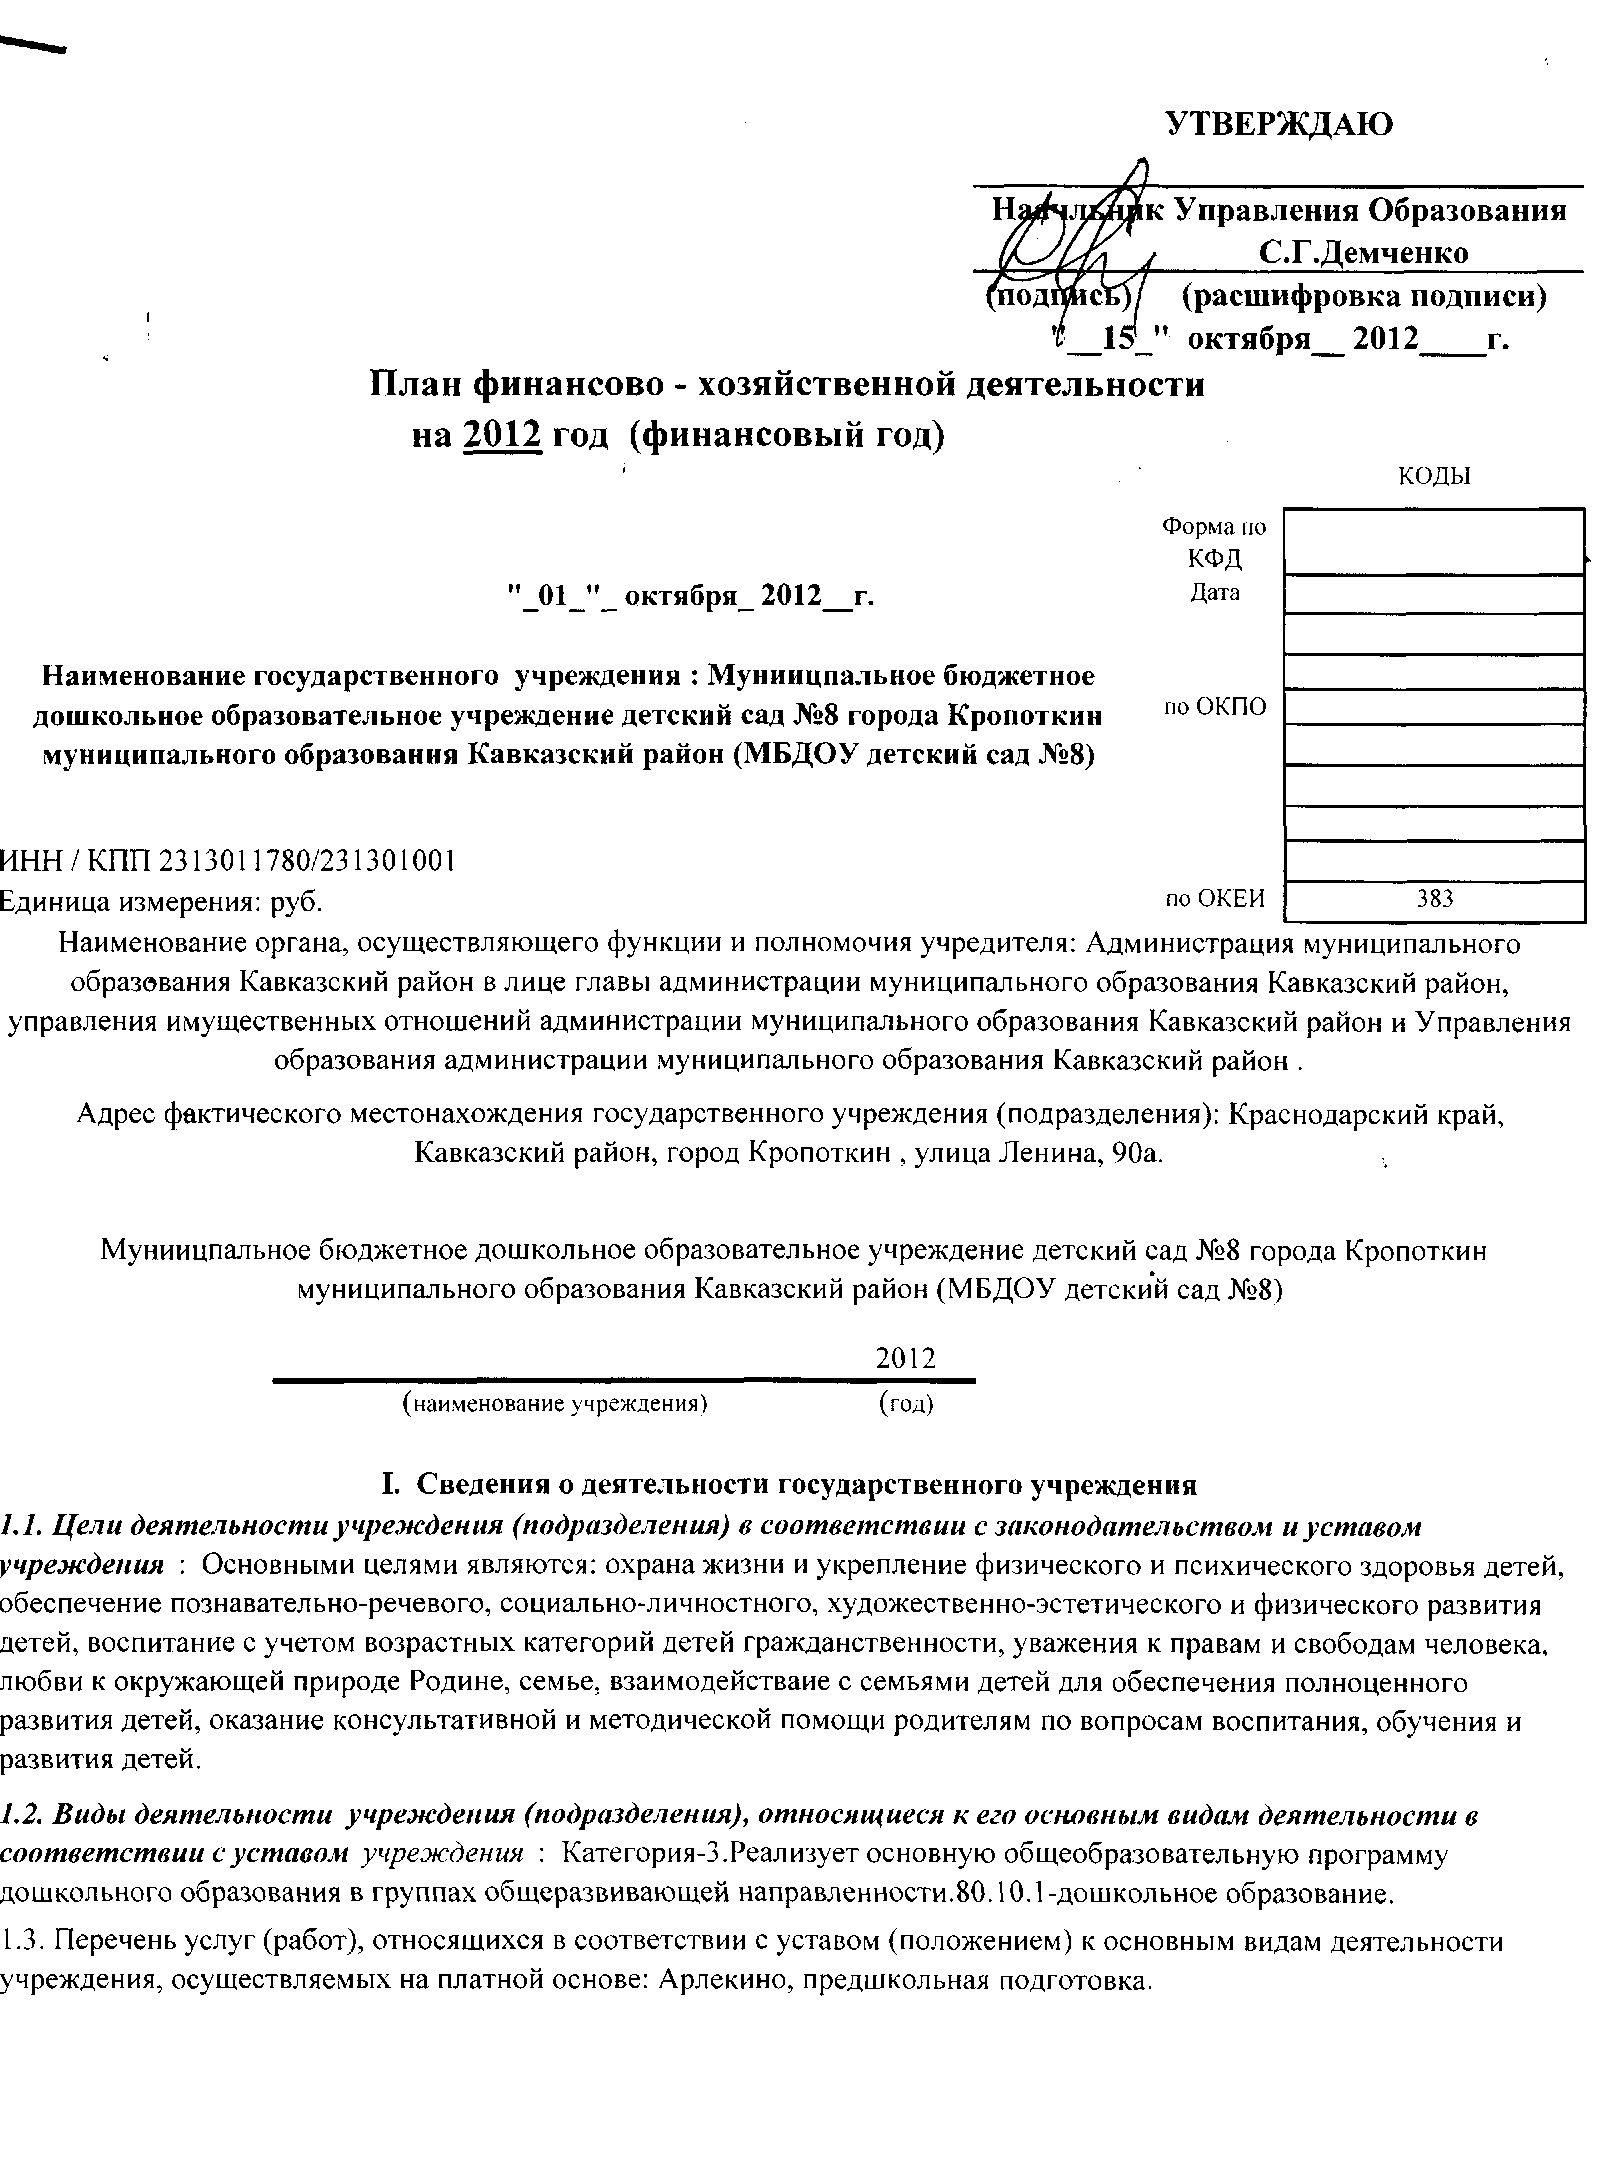 УТВЕРЖДАЮ
Начальник Управления Образования
С.Г.Демченко
(подпись) (расшифровка подписи)
"__15_" октября__ 2012____г.
План финансово - хозяйственной деятельности
на 2012 год (финансовый год)
КОДЫ
Форма по
КФД
"_01_"_ октября_ 2012__г.
Дата
Наименование государственного учреждения : Муниицпальное бюджетное
дошкольное образовательное учреждение детский сад №8 города Кропоткин
муниципального образования Кавказский район (МБДОУ детский сад №8)
по ОКПО
ИНН / КПП 2313011780/231301001
Единица измерения: руб.
по ОКЕИ 383
Наименование органа, осуществляющего функции и полномочия учредителя: Администрация муниципального
образования Кавказский район в лице главы администрации муниципального образования Кавказский район,
управления имущественных отношений администрации муниципального образования Кавказский район и Управления
образования администрации муниципального образования Кавказский район .
Адрес фактического местонахождения государственного учреждения (подразделения): Краснодарский край,
Кавказский район, город Кропоткин , улица Ленина, 90а.
Муниицпальное бюджетное дошкольное образовательное учреждение детский сад №8 города Кропоткин
муниципального образования Кавказский район (МБДОУ детский сад №8)
2012
(наименование учреждения) (год)
I. Сведения о деятельности государственного учреждения
1.1. Цели деятельности учреждения (подразделения) в соответствии с законодательством и уставом
учреждения : Основными целями являются: охрана жизни и укрепление физического и психического здоровья детей,
обеспечение познавательно-речевого, социально-личностного, художественно-эстетического и физического развития
детей, воспитание с учетом возрастных категорий детей гражданственности, уважения к правам и свободам человека,
любви к окружающей природе Родине, семье, взаимодействаие с семьями детей для обеспечения полноценного
развития детей, оказание консультативной и методической помощи родителям по вопросам воспитания, обучения и
развития детей.
1.2. Виды деятельности учреждения (подразделения), относящиеся к его основным видам деятельности в
соответствии с уставом учреждения : Категория-3.Реализует основную общеобразовательную программу
дошкольного образования в группах общеразвивающей направленности.80.10.1-дошкольное образование.
1.3. Перечень услуг (работ), относящихся в соответствии с уставом (положением) к основным видам деятельности
учреждения, осуществляемых на платной основе: Арлекино, предшкольная подготовка.